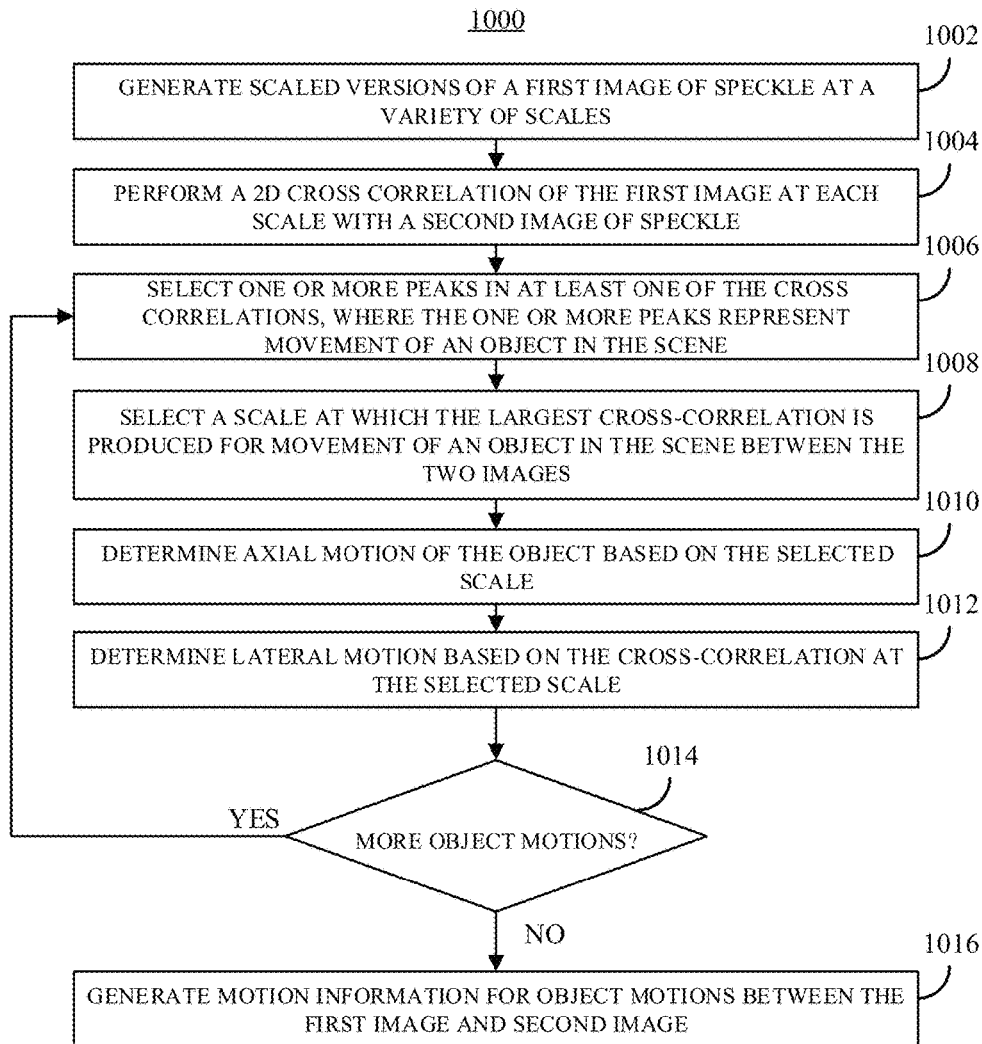 1000
1002
GENERATE SCALED VERSIONS OF A FIRST IMAGE OF SPECKLE AT A
VARIETY OF SCALES
1004
PERFORM A 2D CROSS CORRELATION OF THE FIRST IMAGE AT EACH
SCALE WITH A SECOND IMAGE OF SPECKLE
1006
SELECT ONE OR MORE PEAKS IN AT LEAST ONE OF THE CROSS
CORRELATIONS, WHERE THE ONE OR MORE PEAKS REPRESENT
MOVEMENT OF AN OBJECT IN THE SCENE
1008
SELECT A SCALE AT WHICH THE LARGEST CROSS-CORRELATION IS
PRODUCED FOR MOVEMENT OF AN OBJECT IN THE SCENE BETWEEN THE
TWO IMAGES
1010
DETERMINE AXIAL MOTION OF THE OBJECT BASED ON THE SELECTED
SCALE
1012
DETERMINE LATERAL MOTION BASED ON THE CROSS-CORRELATION AT
THE SELECTED SCALE
1014
YES
MORE OBJECT MOTIONS?
NO
1016
GENERATE MOTION INFORMATION FOR OBJECT MOTIONS BETWEEN THE
FIRST IMAGE AND SECOND IMAGE